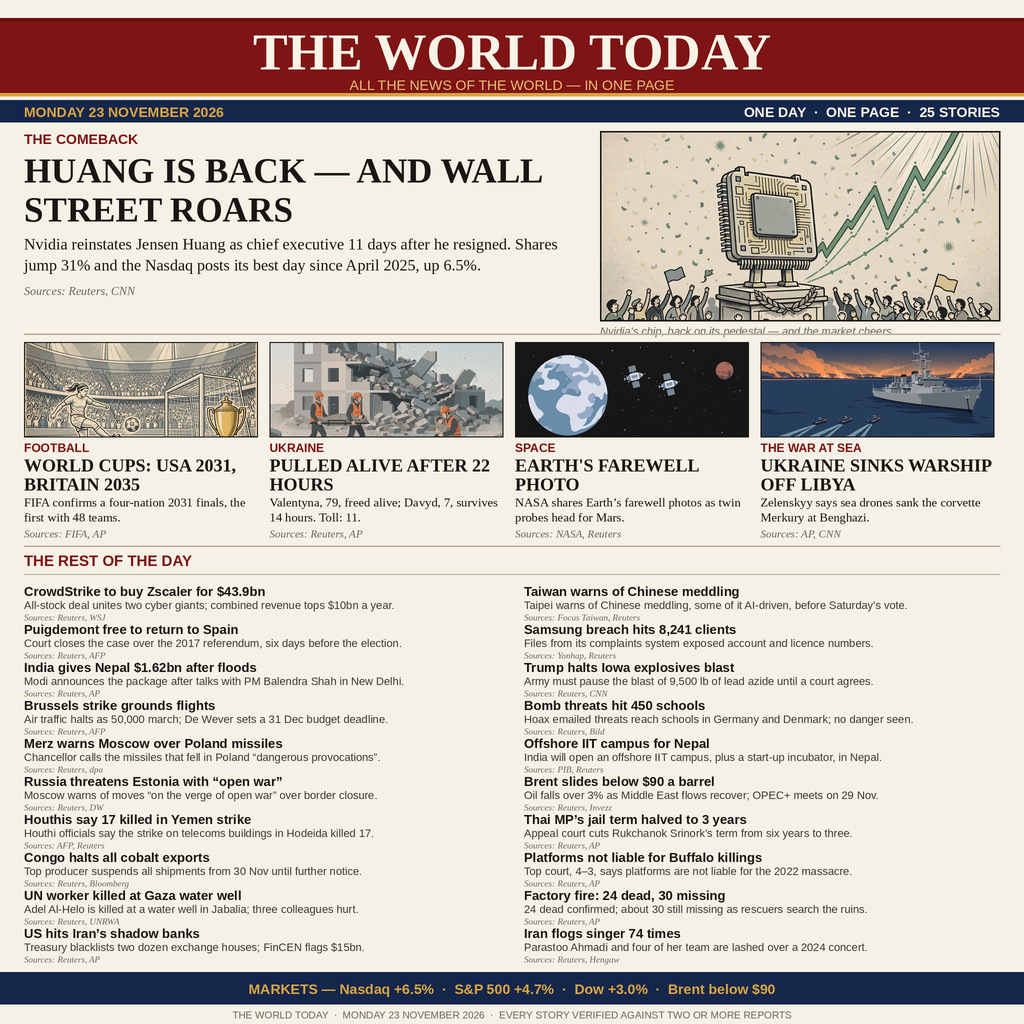 THE WORLD TODAY
ALL THE NEWS OF THE WORLD — IN ONE PAGE
MONDAY 23 NOVEMBER 2026
ONE DAY · ONE PAGE · 25 STORIES
THE COMEBACK
HUANG IS BACK — AND WALL
STREET ROARS
Nvidia reinstates Jensen Huang as chief executive 11 days after he resigned. Shares
jump 31% and the Nasdaq posts its best day since April 2025, up 6.5%.
Sources: Reuters, CNN
Nvidia's chip, back on its pedestal — and the market cheers.
FOOTBALL
WORLD CUPS: USA 2031,
BRITAIN 2035
FIFA confirms a four-nation 2031 finals, the
first with 48 teams.
Sources: FIFA, AP
UKRAINE
PULLED ALIVE AFTER 22
HOURS
Valentyna, 79, freed alive; Davyd, 7, survives
14 hours. Toll: 11.
Sources: Reuters, AP
SPACE
EARTH'S FAREWELL
PHOTO
NASA shares Earth’s farewell photos as twin
probes head for Mars.
Sources: NASA, Reuters
THE WAR AT SEA
UKRAINE SINKS WARSHIP
OFF LIBYA
Zelenskyy says sea drones sank the corvette
Merkury at Benghazi.
Sources: AP, CNN
THE REST OF THE DAY
CrowdStrike to buy Zscaler for $43.9bn
All-stock deal unites two cyber giants; combined revenue tops $10bn a year.
Sources: Reuters, WSJ
Puigdemont free to return to Spain
Court closes the case over the 2017 referendum, six days before the election.
Sources: Reuters, AFP
India gives Nepal $1.62bn after floods
Modi announces the package after talks with PM Balendra Shah in New Delhi.
Sources: Reuters, AP
Brussels strike grounds flights
Air traffic halts as 50,000 march; De Wever sets a 31 Dec budget deadline.
Sources: Reuters, AFP
Merz warns Moscow over Poland missiles
Chancellor calls the missiles that fell in Poland “dangerous provocations”.
Sources: Reuters, dpa
Russia threatens Estonia with “open war”
Moscow warns of moves “on the verge of open war” over border closure.
Sources: Reuters, DW
Houthis say 17 killed in Yemen strike
Houthi officials say the strike on telecoms buildings in Hodeida killed 17.
Sources: AFP, Reuters
Congo halts all cobalt exports
Top producer suspends all shipments from 30 Nov until further notice.
Sources: Reuters, Bloomberg
UN worker killed at Gaza water well
Adel Al-Helo is killed at a water well in Jabalia; three colleagues hurt.
Sources: Reuters, UNRWA
US hits Iran’s shadow banks
Treasury blacklists two dozen exchange houses; FinCEN flags $15bn.
Sources: Reuters, AP
Taiwan warns of Chinese meddling
Taipei warns of Chinese meddling, some of it AI-driven, before Saturday’s vote.
Sources: Focus Taiwan, Reuters
Samsung breach hits 8,241 clients
Files from its complaints system exposed account and licence numbers.
Sources: Yonhap, Reuters
Trump halts Iowa explosives blast
Army must pause the blast of 9,500 lb of lead azide until a court agrees.
Sources: Reuters, CNN
Bomb threats hit 450 schools
Hoax emailed threats reach schools in Germany and Denmark; no danger seen.
Sources: Reuters, Bild
Offshore IIT campus for Nepal
India will open an offshore IIT campus, plus a start-up incubator, in Nepal.
Sources: PIB, Reuters
Brent slides below $90 a barrel
Oil falls over 3% as Middle East flows recover; OPEC+ meets on 29 Nov.
Sources: Reuters, Invezz
Thai MP’s jail term halved to 3 years
Appeal court cuts Rukchanok Srinork’s term from six years to three.
Sources: Reuters, AP
Platforms not liable for Buffalo killings
Top court, 4–3, says platforms are not liable for the 2022 massacre.
Sources: Reuters, AP
Factory fire: 24 dead, 30 missing
24 dead confirmed; about 30 still missing as rescuers search the ruins.
Sources: Reuters, AP
Iran flogs singer 74 times
Parastoo Ahmadi and four of her team are lashed over a 2024 concert.
Sources: Reuters, Hengaw
MARKETS — Nasdaq +6.5% · S&P 500 +4.7% · Dow +3.0% · Brent below $90
THE WORLD TODAY · MONDAY 23 NOVEMBER 2026 · EVERY STORY VERIFIED AGAINST TWO OR MORE REPORTS